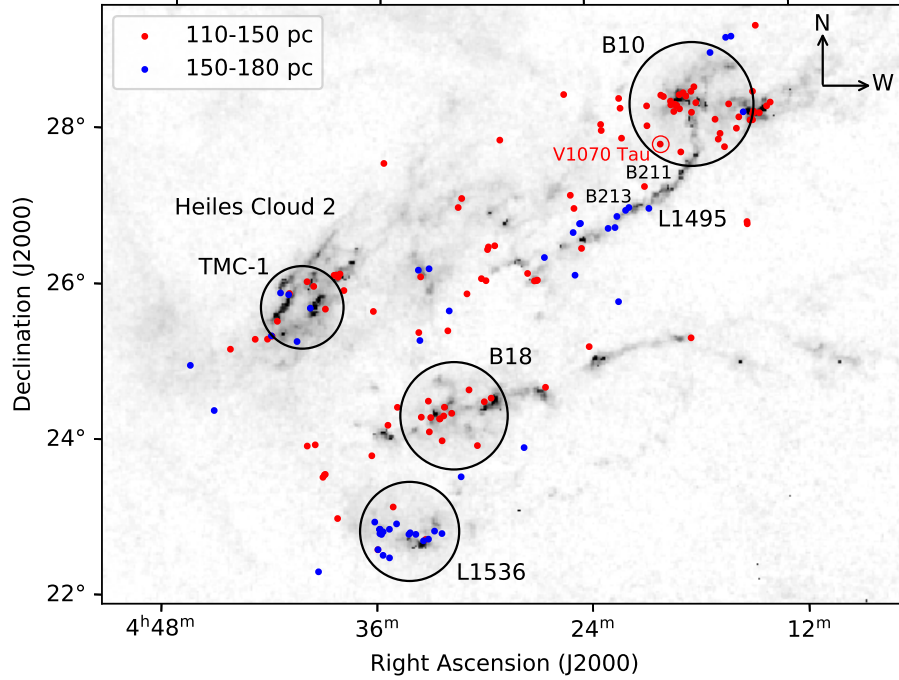 110-150 pc
150-180 pc
B10
N
W
28°
V1070 Tau
B211
B213
L1495
Heiles Cloud 2
TMC-1
26°
B18
24°
L1536
22°
4ʰ48ᵐ
36ᵐ
24ᵐ
12ᵐ
Right Ascension (J2000)
Declination (J2000)